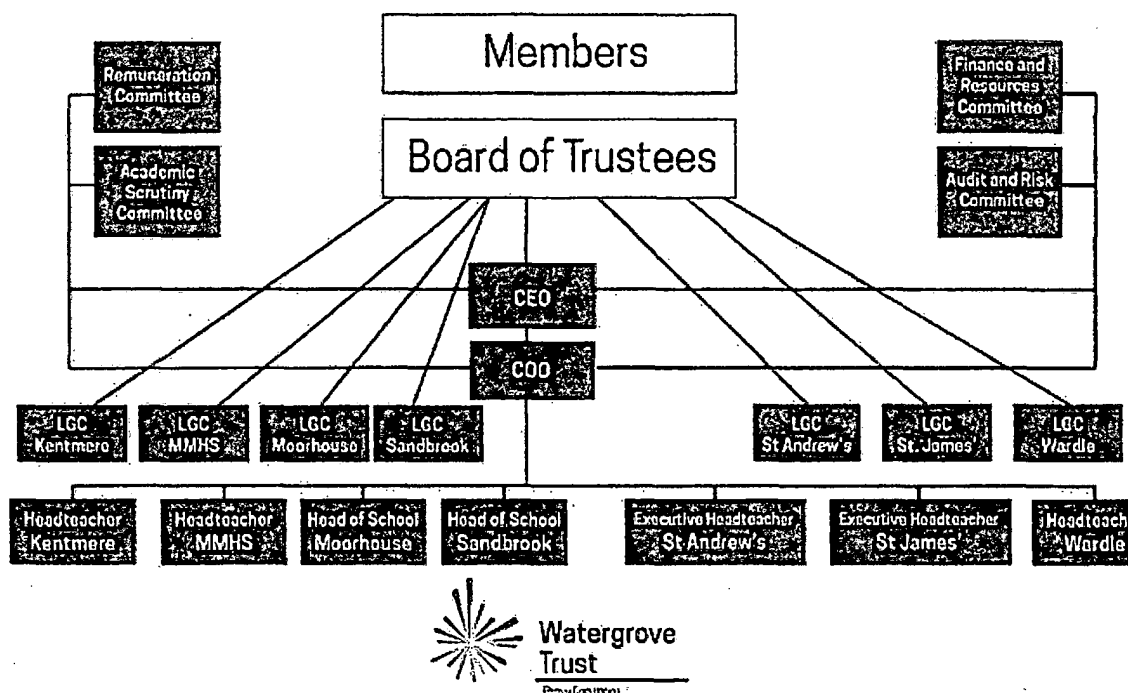 Members
Remuneration
Committee
Finance and
Resources
Committee
Board of Trustees
Academic
Scrutiny
Committee
Audit and Risk
Committee
CEO
COO
LGC
Kentmere
LGC
MMHS
LGC
Moorhouse
LGC
Sandbrook
LGC
St Andrew's
LGC
St. James'
LGC
Wardle
Headteacher
Kentmere
Headteacher
MMHS
Head of School
Moorhouse
Head of School
Sandbrook
Executive Headteacher
St Andrew's
Executive Headteacher
St James'
Headteache
Wardle
Watergrove
Trust